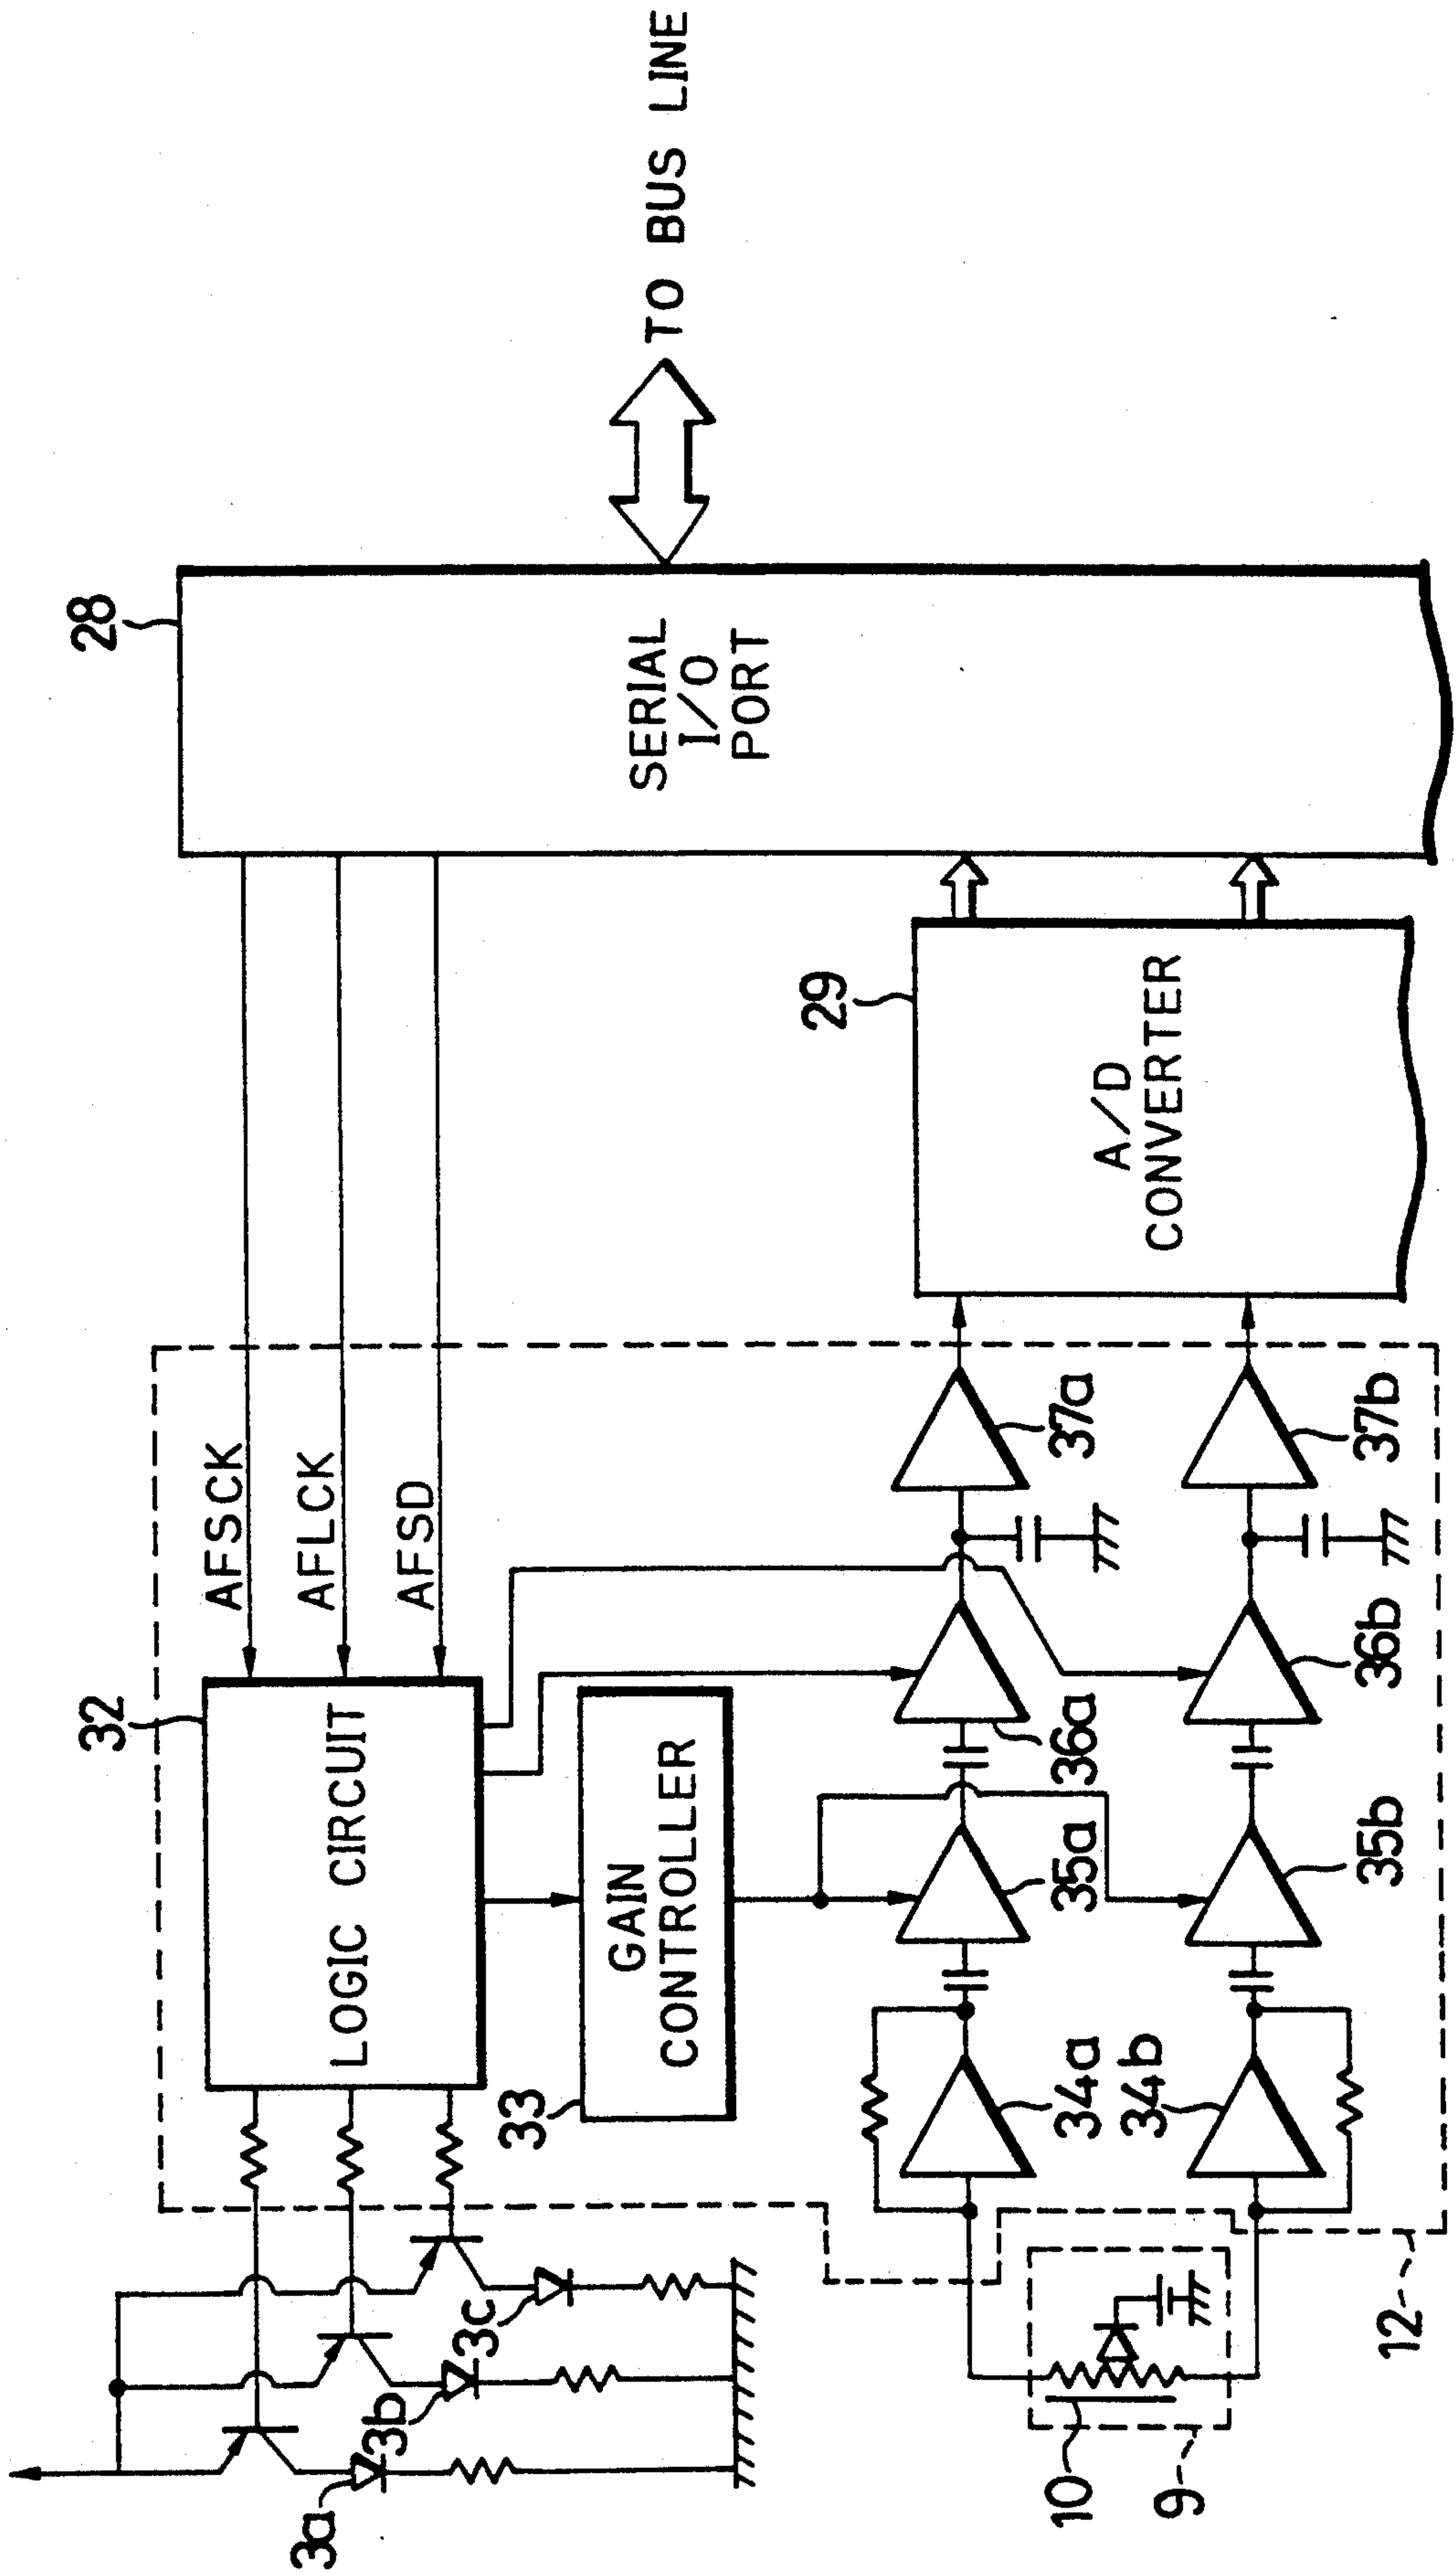 28
SERIAL
I/O
PORT
TO BUS LINE
29
A/D
CONVERTER
AFSCK
AFLCK
AFSD
32
LOGIC CIRCUIT
33
GAIN
CONTROLLER
37a
37b
36a
36b
35a
35b
34a
34b
3a
3b
3c
10
9
12